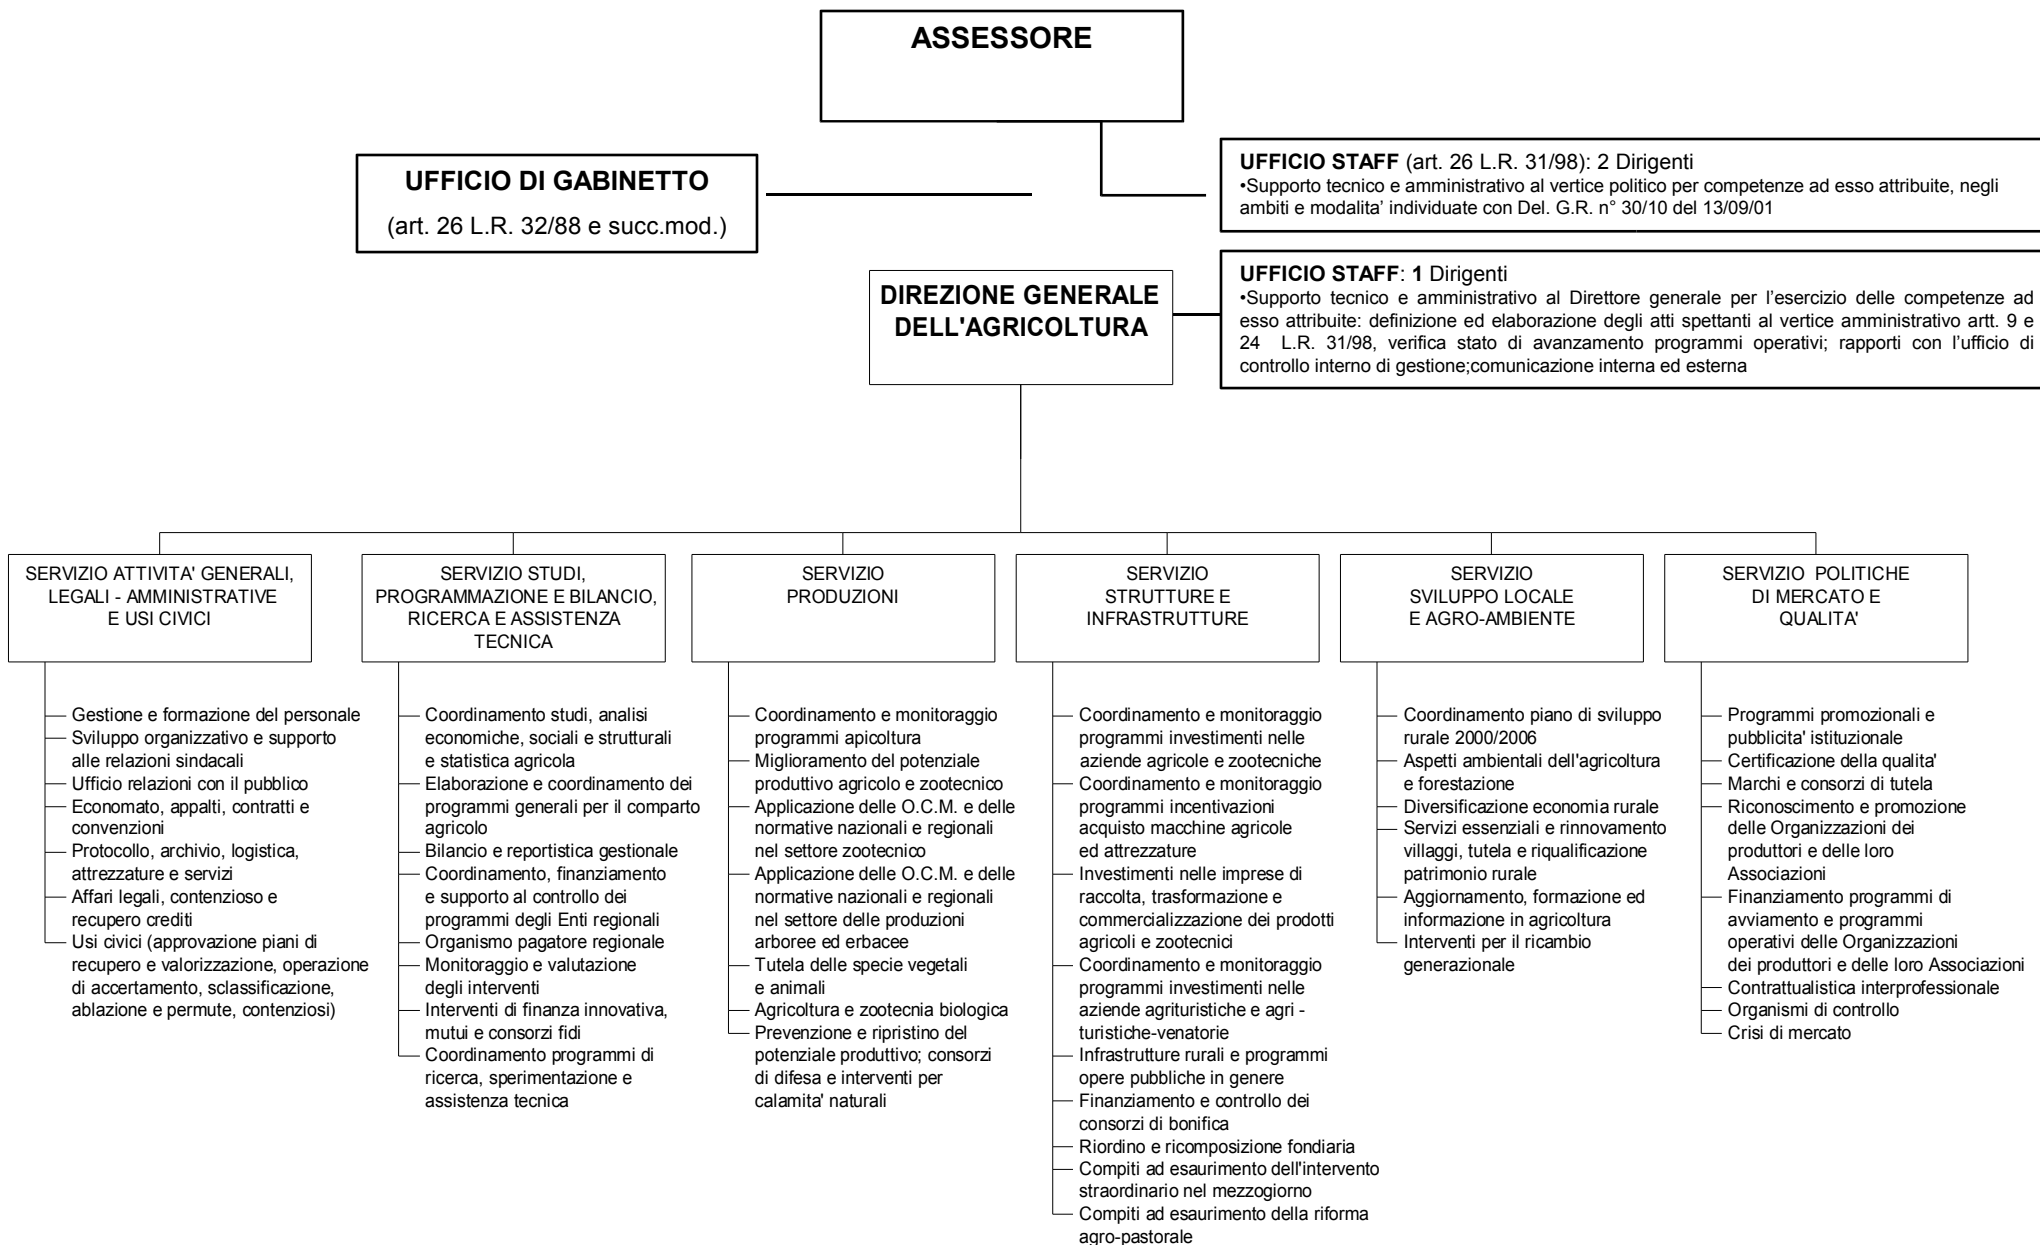 ASSESSORE
UFFICIO DI GABINETTO
(art. 26 L.R. 32/88 e succ.mod.)
UFFICIO STAFF (art. 26 L.R. 31/98): 2 Dirigenti
•Supporto tecnico e amministrativo al vertice politico per competenze ad esso attribuite, negli
ambiti e modalita' individuate con Del. G.R. n° 30/10 del 13/09/01
DIREZIONE GENERALE
DELL'AGRICOLTURA
UFFICIO STAFF: 1 Dirigenti
•Supporto tecnico e amministrativo al Direttore generale per l'esercizio delle competenze ad
esso attribuite: definizione ed elaborazione degli atti spettanti al vertice amministrativo artt. 9 e
24 L.R. 31/98, verifica stato di avanzamento programmi operativi; rapporti con l'ufficio di
controllo interno di gestione;comunicazione interna ed esterna
SERVIZIO ATTIVITA' GENERALI,
LEGALI - AMMINISTRATIVE
E USI CIVICI
Gestione e formazione del personale
Sviluppo organizzativo e supporto
alle relazioni sindacali
Ufficio relazioni con il pubblico
Economato, appalti, contratti e
convenzioni
Protocollo, archivio, logistica,
attrezzature e servizi
Affari legali, contenzioso e
recupero crediti
Usi civici (approvazione piani di
recupero e valorizzazione, operazione
di accertamento, sclassificazione,
ablazione e permute, contenziosi)
SERVIZIO STUDI,
PROGRAMMAZIONE E BILANCIO,
RICERCA E ASSISTENZA
TECNICA
Coordinamento studi, analisi
economiche, sociali e strutturali
e statistica agricola
Elaborazione e coordinamento dei
programmi generali per il comparto
agricolo
Bilancio e reportistica gestionale
Coordinamento, finanziamento
e supporto al controllo dei
programmi degli Enti regionali
Organismo pagatore regionale
Monitoraggio e valutazione
degli interventi
Interventi di finanza innovativa,
mutui e consorzi fidi
Coordinamento programmi di
ricerca, sperimentazione e
assistenza tecnica
SERVIZIO
PRODUZIONI
Coordinamento e monitoraggio
programmi apicoltura
Miglioramento del potenziale
produttivo agricolo e zootecnico
Applicazione delle O.C.M. e delle
normative nazionali e regionali
nel settore zootecnico
Applicazione delle O.C.M. e delle
normative nazionali e regionali
nel settore delle produzioni
arboree ed erbacee
Tutela delle specie vegetali
e animali
Agricoltura e zootecnia biologica
Prevenzione e ripristino del
potenziale produttivo; consorzi
di difesa e interventi per
calamita' naturali
SERVIZIO
STRUTTURE E
INFRASTRUTTURE
Coordinamento e monitoraggio
programmi investimenti nelle
aziende agricole e zootecniche
Coordinamento e monitoraggio
programmi incentivazioni
acquisto macchine agricole
ed attrezzature
Investimenti nelle imprese di
raccolta, trasformazione e
commercializzazione dei prodotti
agricoli e zootecnici
Coordinamento e monitoraggio
programmi investimenti nelle
aziende agrituristiche e agri -
turistiche-venatorie
Infrastrutture rurali e programmi
opere pubbliche in genere
Finanziamento e controllo dei
consorzi di bonifica
Riordino e ricomposizione fondiaria
Compiti ad esaurimento dell'intervento
straordinario nel mezzogiorno
Compiti ad esaurimento della riforma
agro-pastorale
SERVIZIO
SVILUPPO LOCALE
E AGRO-AMBIENTE
Coordinamento piano di sviluppo
rurale 2000/2006
Aspetti ambientali dell'agricoltura
e forestazione
Diversificazione economia rurale
Servizi essenziali e rinnovamento
villaggi, tutela e riqualificazione
patrimonio rurale
Aggiornamento, formazione ed
informazione in agricoltura
Interventi per il ricambio
generazionale
SERVIZIO POLITICHE
DI MERCATO E
QUALITA'
Programmi promozionali e
pubblicita' istituzionale
Certificazione della qualita'
Marchi e consorzi di tutela
Riconoscimento e promozione
delle Organizzazioni dei
produttori e delle loro
Associazioni
Finanziamento programmi di
avviamento e programmi
operativi delle Organizzazioni
dei produttori e delle loro Associazioni
Contrattualistica interprofessionale
Organismi di controllo
Crisi di mercato